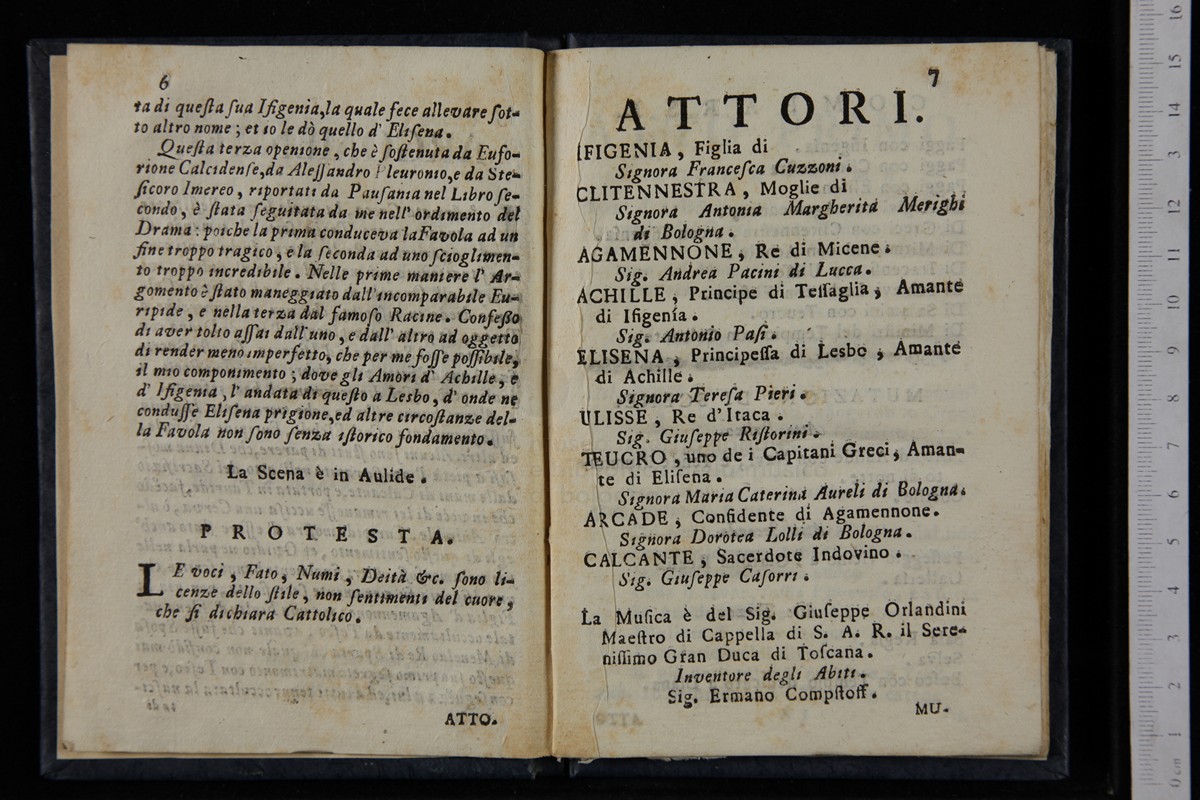 6
ta di queſta ſua Ifigenia, la quale fece allevare ſot-
to altro nome; et io le dò quello d' Eliſena.
Queſta terza openione, che è ſoſtenuta da Eufo-
rione Calcidenſe, da Aleſſandro Pleuronio, e da Ste-
ſicoro Imereo, riportati da Pauſania nel Libro ſe-
condo, è ſtata ſeguitata da me nell' ordimento del
Drama: poiche la prima conduceva la Favola ad un
fine troppo tragico, e la ſeconda ad uno ſcioglimen-
to troppo incredibile. Nelle prime maniere l' Ar-
gomento è ſtato maneggiato dall' incomparabile Eu-
ripide, e nella terza dal famoſo Racine. Confeſſo
di aver tolto aſſai dall' uno, e dall' altro ad oggetto
di render meno imperfetto, che per me foſſe poſſibile,
il mio componimento; dove gli Amori d' Achille, e
d' Ifigenia, l' andata di queſto a Lesbo, d' onde ne
conduſſe Eliſena prigione, ed altre circoſtanze del-
la Favola non ſono ſenza iſtorico fondamento.
La Scena è in Aulide.
PROTESTA.
LE voci, Fato, Numi, Deità &c. ſono li-
cenze dello ſtile, non ſentimenti del cuore,
che ſi dichiara Cattolico.
ATTO.
7
ATTORI.
IFIGENIA, Figlia di
Signora Franceſca Cuzzoni.
CLITENNESTRA, Moglie di
Signora Antonia Margherita Merighi
di Bologna.
AGAMENNONE, Re di Micene.
Sig. Andrea Pacini di Lucca.
ACHILLE, Principe di Teſſaglia, Amante
di Ifigenía.
Sig. Antonio Paſi.
ELISENA, Principeſſa di Lesbo, Amante
di Achille.
Signora Tereſa Pieri.
ULISSE, Re d'Itaca.
Sig. Giuſeppe Riſtorini.
TEUCRO, uno de i Capitani Greci, Aman-
te di Eliſena.
Signora Maria Caterina Aureli di Bologna.
ARCADE, Confidente di Agamennone.
Signora Dorotea Lolli di Bologna.
CALCANTE, Sacerdote Indovino.
Sig. Giuſeppe Caſorri.
La Muſica è del Sig. Giuſeppe Orlandini
Maeſtro di Cappella di S. A. R. il Sere-
niſſimo Gran Duca di Toſcana.
Inventore degli Abiti.
Sig. Ermano Compſtoff.
MU-